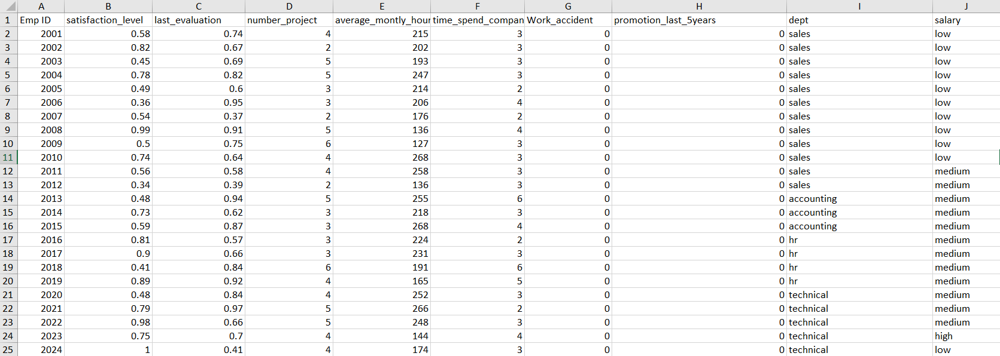 A B C D E F G H I J
1 Emp ID satisfaction_level last_evaluation number_project average_montly_hour time_spend_compan Work_accident promotion_last_5years dept salary
2 2001 0.58 0.74 4 215 3 0 0 sales low
3 2002 0.82 0.67 2 202 3 0 0 sales low
4 2003 0.45 0.69 5 193 3 0 0 sales low
5 2004 0.78 0.82 5 247 3 0 0 sales low
6 2005 0.49 0.6 3 214 2 0 0 sales low
7 2006 0.36 0.95 3 206 4 0 0 sales low
8 2007 0.54 0.37 2 176 2 0 0 sales low
9 2008 0.99 0.91 5 136 4 0 0 sales low
10 2009 0.5 0.75 6 127 3 0 0 sales low
11 2010 0.74 0.64 4 268 3 0 0 sales low
12 2011 0.56 0.58 4 258 3 0 0 sales medium
13 2012 0.34 0.39 2 136 3 0 0 sales medium
14 2013 0.48 0.94 5 255 6 0 0 accounting medium
15 2014 0.73 0.62 3 218 3 0 0 accounting medium
16 2015 0.59 0.87 3 268 4 0 0 accounting medium
17 2016 0.81 0.57 3 224 2 0 0 hr medium
18 2017 0.9 0.66 3 231 3 0 0 hr medium
19 2018 0.41 0.84 6 191 6 0 0 hr medium
20 2019 0.89 0.92 4 165 5 0 0 hr medium
21 2020 0.48 0.84 4 252 3 0 0 technical medium
22 2021 0.79 0.97 5 266 2 0 0 technical medium
23 2022 0.98 0.66 5 248 3 0 0 technical medium
24 2023 0.75 0.7 4 144 4 0 0 technical high
25 2024 1 0.41 4 174 3 0 0 technical low